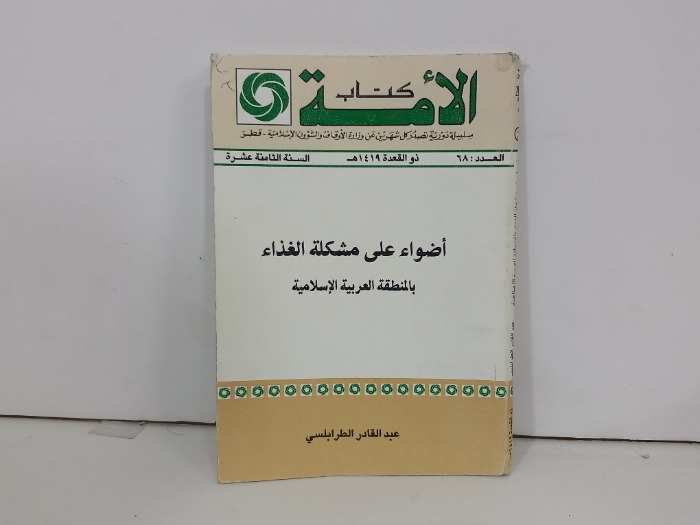 كتاب
الأمة
سلسلة دورية تصدر كل شهرين عن وزارة الأوقاف والشؤون الإسلامية - قطر
العدد : ٦٨ ذو القعدة ١٤١٩هـ السنة الثامنة عشرة
أضواء على مشكلة الغذاء
بالمنطقة العربية الإسلامية
عبد القادر الطرابلسي